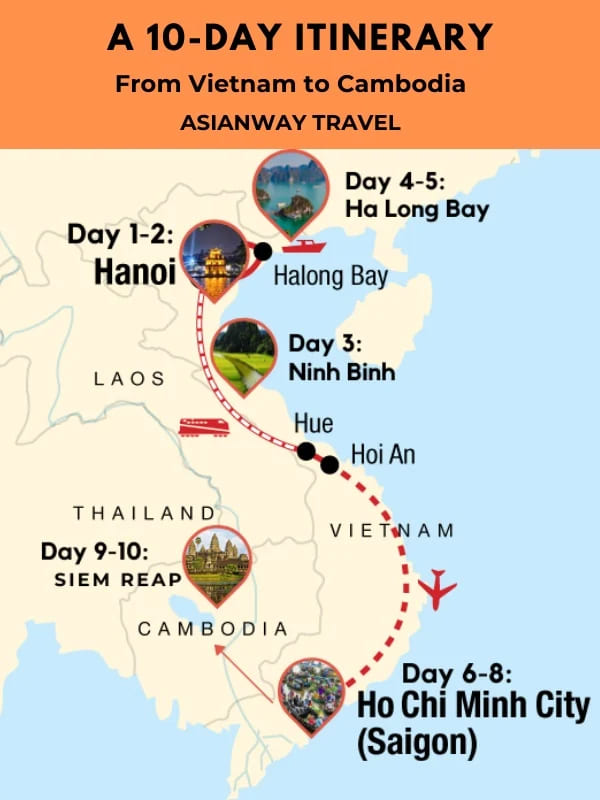 A 10-DAY ITINERARY
From Vietnam to Cambodia
ASIANWAY TRAVEL
Day 4-5:
Ha Long Bay
Day 1-2:
Hanoi
Halong Bay
Day 3:
Ninh Binh
LAOS
Hue
Hoi An
THAILAND
VIETNAM
Day 9-10:
SIEM REAP
CAMBODIA
Day 6-8:
Ho Chi Minh City
(Saigon)